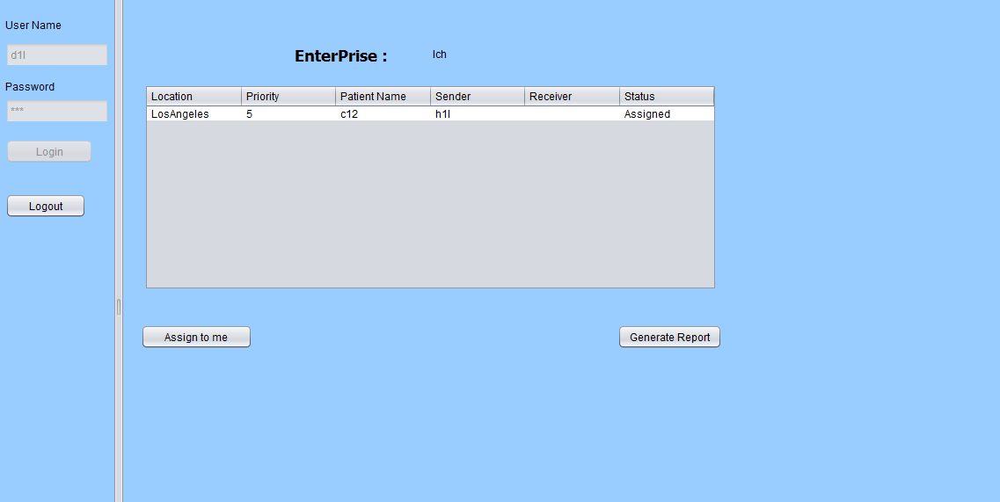 User Name
d1l
Password
***
Login
Logout
EnterPrise : lch
Location Priority Patient Name Sender Receiver Status
LosAngeles 5 c12 h1l Assigned
Assign to me Generate Report